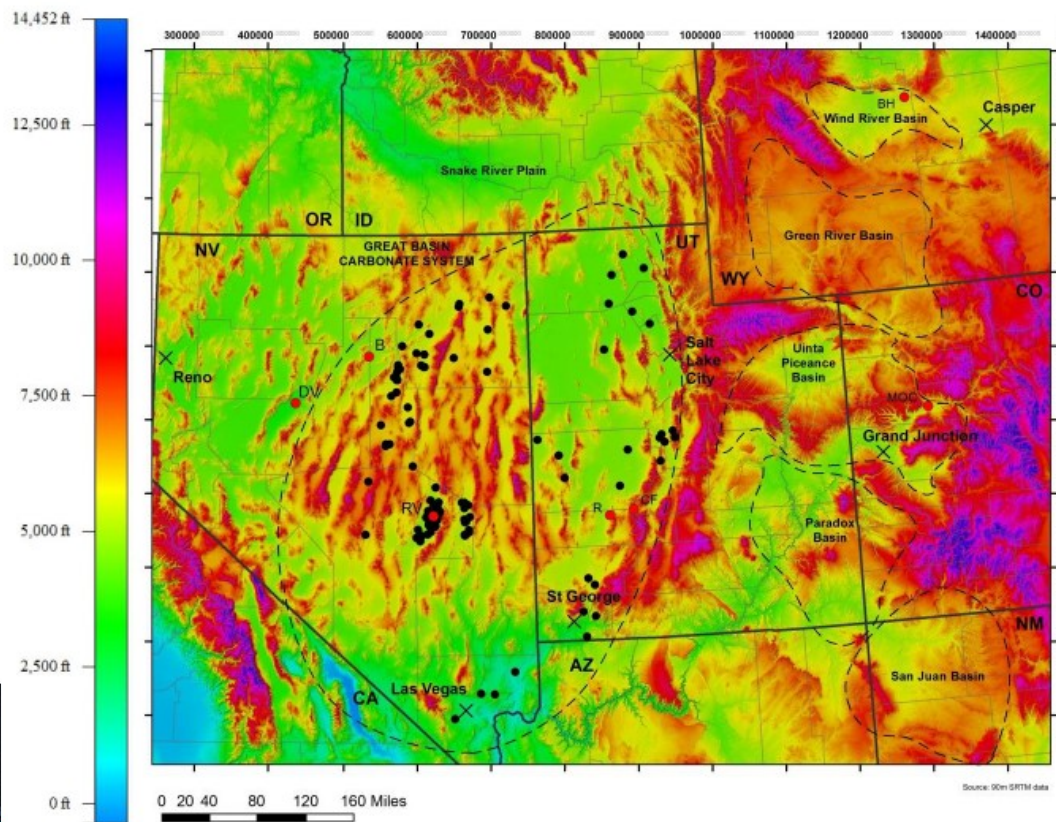 14,452 ft
12,500 ft
10,000 ft
7,500 ft
5,000 ft
2,500 ft
0 ft
300000 400000 500000 600000 700000 800000 900000 1000000 1100000 1200000 1300000 1400000
BH
Wind River Basin
Casper
Snake River Plain
OR
ID
NV
GREAT BASIN
CARBONATE SYSTEM
UT
Green River Basin
WY
CO
B
Reno
Salt
Lake
City
Uinta
Piceance
Basin
DV
MOC
Grand Junction
RV
R
CF
Paradox
Basin
St George
NM
AZ
San Juan Basin
Las Vegas
CA
0 20 40 80 120 160 Miles
Source: 90m SRTM data